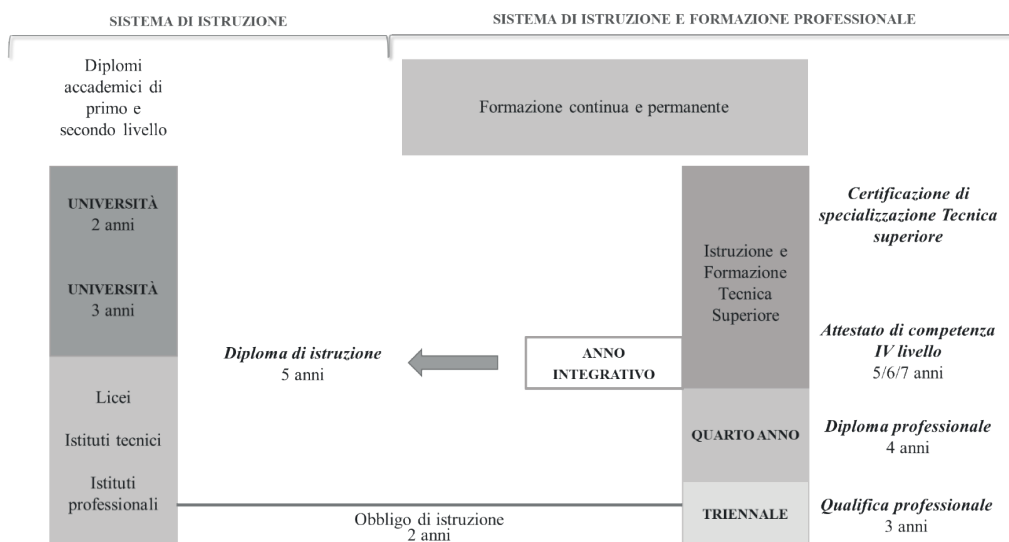 SISTEMA DI ISTRUZIONE
SISTEMA DI ISTRUZIONE E FORMAZIONE PROFESSIONALE
Diplomi
accademici di
primo e
secondo livello
Formazione continua e permanente
UNIVERSITÀ
2 anni
UNIVERSITÀ
3 anni
Licei
Istituti tecnici
Istituti
professionali
Diploma di istruzione
5 anni
ANNO
INTEGRATIVO
Istruzione e
Formazione
Tecnica
Superiore
QUARTO ANNO
TRIENNALE
Certificazione di
specializzazione Tecnica
superiore
Attestato di competenza
IV livello
5/6/7 anni
Diploma professionale
4 anni
Qualifica professionale
3 anni
Obbligo di istruzione
2 anni